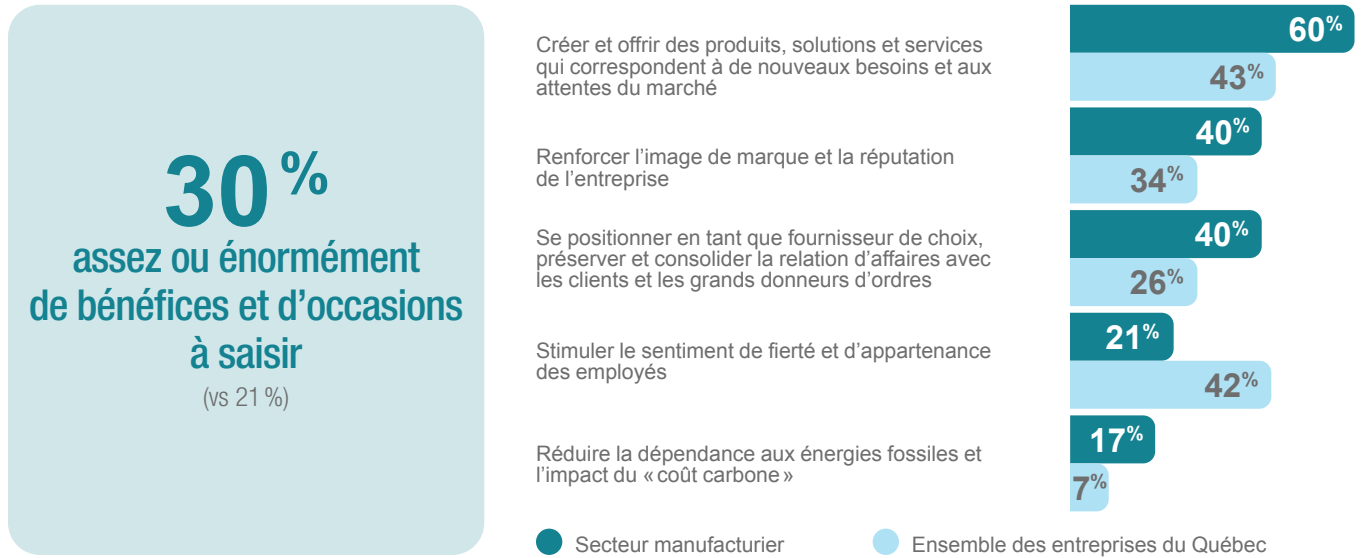 30 %
assez ou énormément
de bénéfices et d’occasions
à saisir
(vs 21 %)
Créer et offrir des produits, solutions et services
qui correspondent à de nouveaux besoins et aux
attentes du marché
60%
43%
Renforcer l’image de marque et la réputation
de l’entreprise
40%
34%
Se positionner en tant que fournisseur de choix,
préserver et consolider la relation d’affaires avec
les clients et les grands donneurs d’ordres
40%
26%
Stimuler le sentiment de fierté et d’appartenance
des employés
21%
42%
Réduire la dépendance aux énergies fossiles et
l’impact du « coût carbone »
17%
7%
Secteur manufacturier
Ensemble des entreprises du Québec